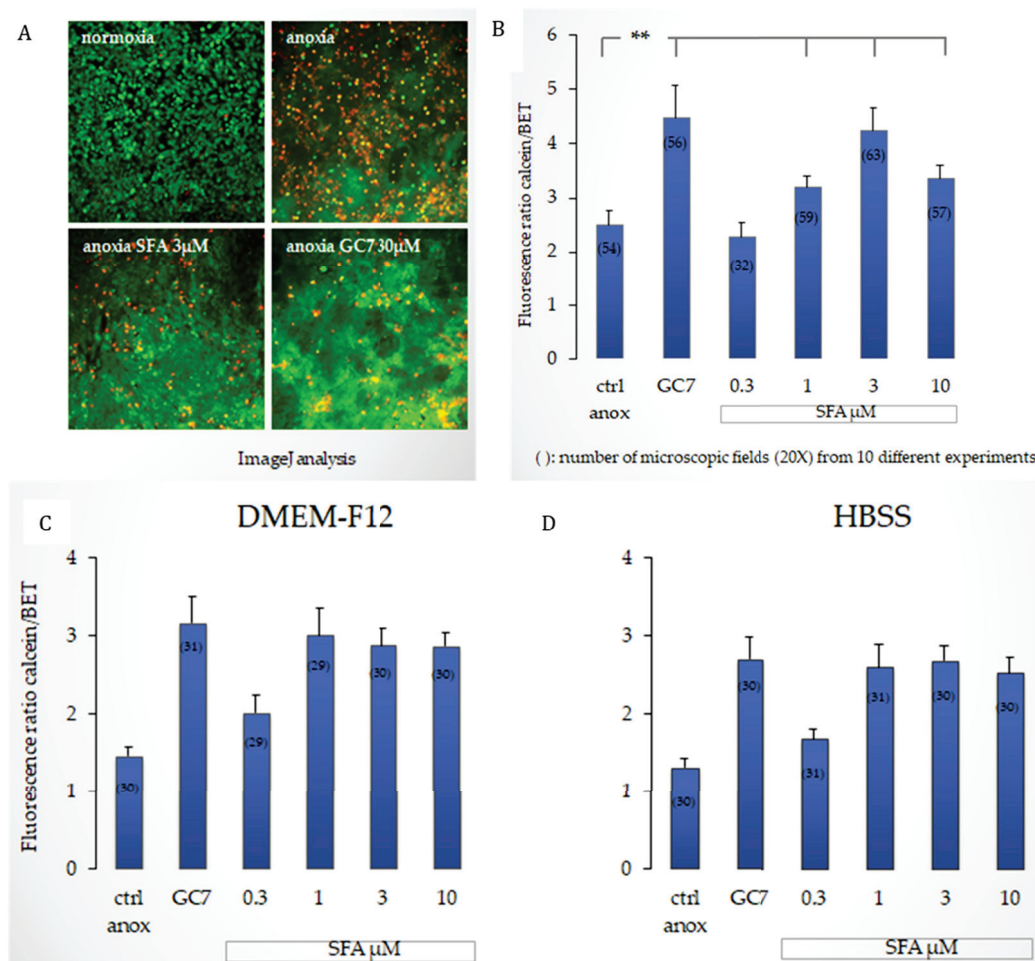 A
normoxia
anoxia
anoxia SFA 3µM
anoxia GC7 30µM
ImageJ analysis
B
Fluorescence ratio calcein/BET
6
5
4
3
2
1
0
**
(54)
(56)
(32)
(59)
(63)
(57)
ctrl anox
GC7
0.3
1
3
10
SFA µM
( ): number of microscopic fields (20X) from 10 different experiments
C
DMEM-F12
Fluorescence ratio calcein/BET
4
3
2
1
0
(30)
(31)
(29)
(29)
(30)
(30)
ctrl anox
GC7
0.3
1
3
10
SFA µM
D
HBSS
4
3
2
1
0
(30)
(30)
(31)
(31)
(30)
(30)
ctrl anox
GC7
0.3
1
3
10
SFA µM